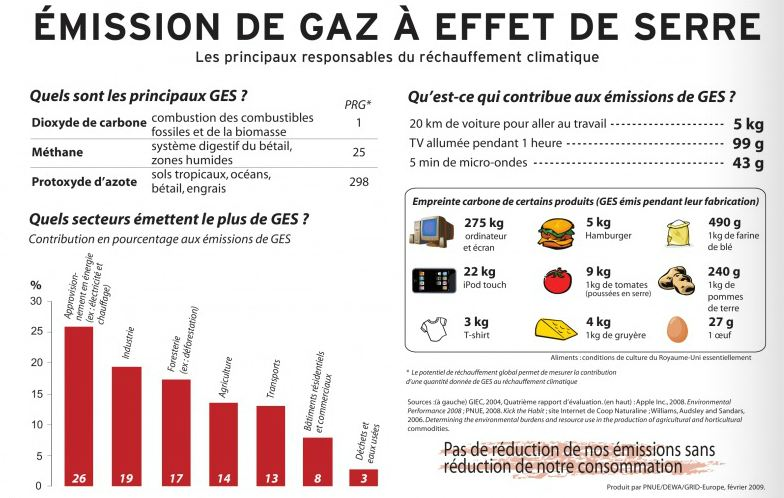 ÉMISSION DE GAZ À EFFET DE SERRE
Les principaux responsables du réchauffement climatique
Quels sont les principaux GES ?
PRG*
Dioxyde de carbone combustion des combustibles fossiles et de la biomasse 1
Méthane système digestif du bétail, zones humides 25
Protoxyde d'azote sols tropicaux, océans, bétail, engrais 298
Quels secteurs émettent le plus de GES ?
Contribution en pourcentage aux émissions de GES
%
30
25
20
15
10
5
0
Approvision-
nement en énergie
(ex : électricité et
chauffage)
26
Industrie
19
Foresterie
(ex : déforestation)
17
Agriculture
14
Transports
13
Bâtiments résidentiels
et commerciaux
8
Déchets et
eaux usées
3
Qu'est-ce qui contribue aux émissions de GES ?
20 km de voiture pour aller au travail 5 kg
TV allumée pendant 1 heure 99 g
5 min de micro-ondes 43 g
Empreinte carbone de certains produits (GES émis pendant leur fabrication)
275 kg
ordinateur
et écran
5 kg
Hamburger
490 g
1kg de farine
de blé
22 kg
iPod touch
9 kg
1kg de tomates
(poussées en serre)
240 g
1kg de
pommes
de terre
3 kg
T-shirt
4 kg
1kg de gruyère
27 g
1 œuf
Aliments : conditions de culture du Royaume-Uni essentiellement
* Le potentiel de réchauffement global permet de mesurer la contribution
d'une quantité donnée de GES au réchauffement climatique
Sources :(à gauche) GIEC, 2004, Quatrième rapport d'évaluation. (en haut) : Apple Inc., 2008. Environmental
Performance 2008 ; PNUE, 2008. Kick the Habit ; site Internet de Coop Naturaline ; Williams, Audsley and Sandars,
2006. Determining the environmental burdens and resource use in the production of agricultural and horticultural
commodities.
Pas de réduction de nos émissions sans
réduction de notre consommation
Produit par PNUE/DEWA/GRID-Europe, février 2009.